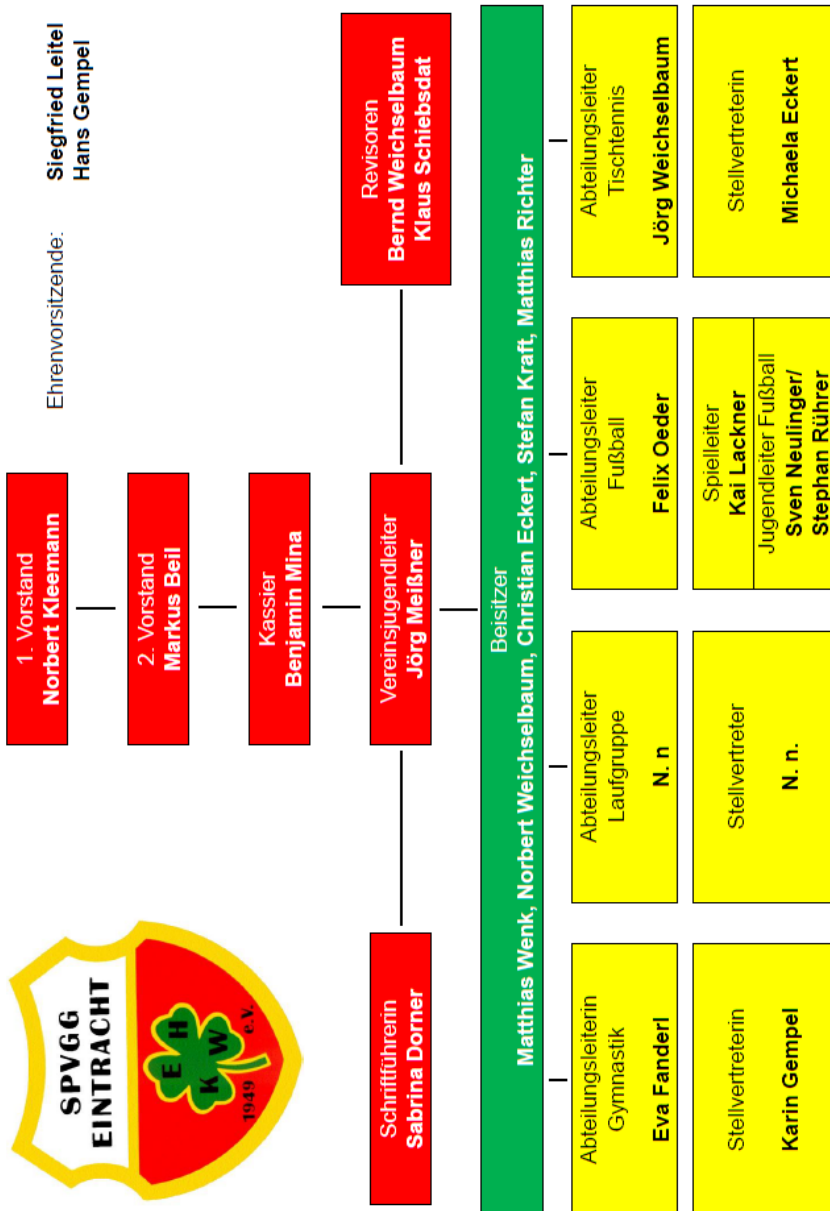 SPVGG
EINTRACHT
E H
K W
1949 e.V.
1. Vorstand
Norbert Kleemann
Ehrenvorsitzende:
Siegfried Leitel
Hans Gempel
2. Vorstand
Markus Beil
Kassier
Benjamin Mina
Schriftführerin
Sabrina Dorner
Vereinsjugendleiter
Jörg Meißner
Revisoren
Bernd Weichselbaum
Klaus Schiebsdat
Beisitzer
Matthias Wenk, Norbert Weichselbaum, Christian Eckert, Stefan Kraft, Matthias Richter
Abteilungsleiterin
Gymnastik
Eva Fanderl
Abteilungsleiter
Laufgruppe
N. n
Abteilungsleiter
Fußball
Felix Oeder
Abteilungsleiter
Tischtennis
Jörg Weichselbaum
Stellvertreterin
Karin Gempel
Stellvertreter
N. n.
Spielleiter
Kai Lackner
Jugendleiter Fußball
Sven Neulinger/
Stephan Rührer
Stellvertreterin
Michaela Eckert